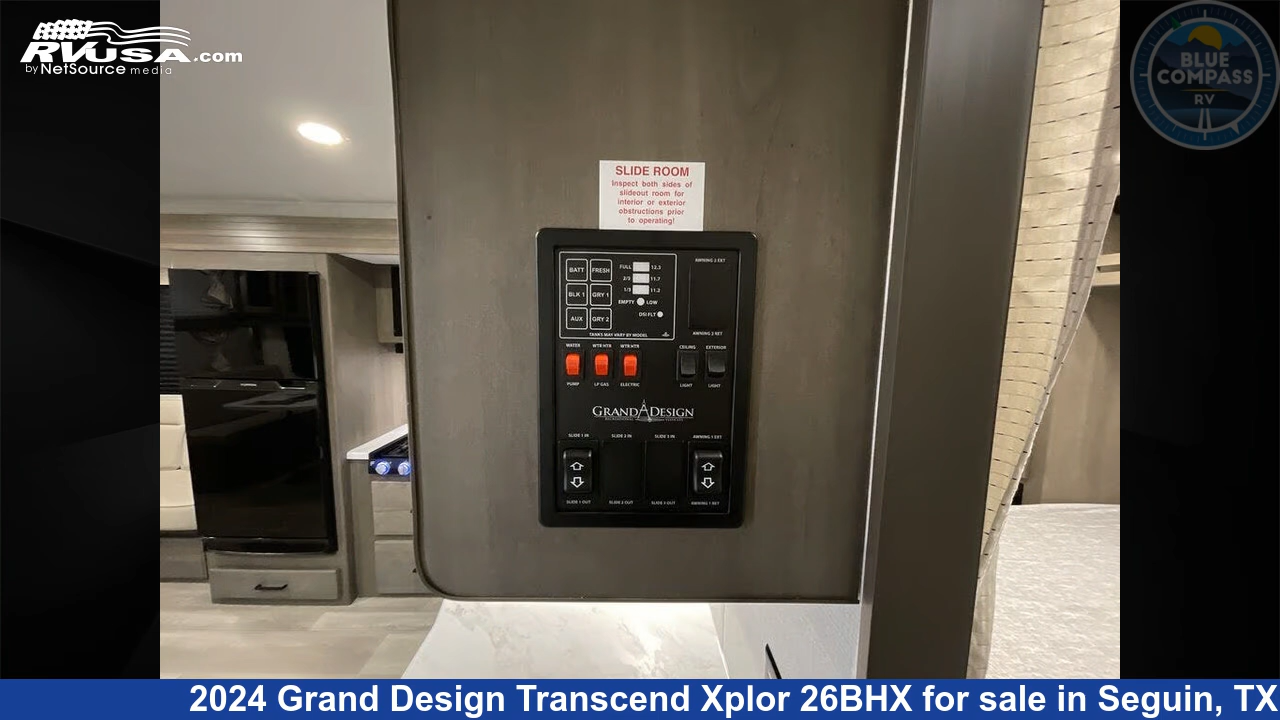 RVUSA.com
by NetSource media
BLUE
COMPASS
RV
SLIDE ROOM
Inspect both sides of
slideout room for
interior or exterior
obstructions prior
to operating!
BATT FRESH FULL 12.3
2/3 11.7
BLK 1 GRY 1 1/3 11.2
EMPTY LOW
AUX GRY 2 DSI FLT
TANKS MAY VARY BY MODEL
AWNING 2 EXT
AWNING 2 RET
WATER WTR HTR WTR HTR CEILING EXTERIOR
PUMP LP GAS ELECTRIC LIGHT LIGHT
GRAND DESIGN
SLIDE 1 IN SLIDE 2 IN SLIDE 3 IN AWNING 1 EXT
SLIDE 1 OUT SLIDE 2 OUT SLIDE 3 OUT AWNING 1 RET
2024 Grand Design Transcend Xplor 26BHX for sale in Seguin, TX